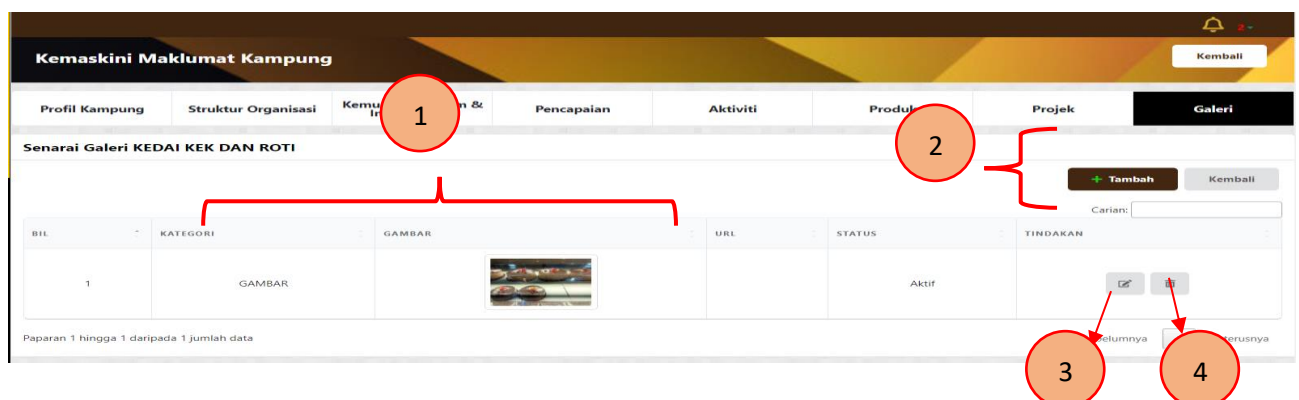 2
Kemaskini Maklumat Kampung
Kembali
Profil Kampung
Struktur Organisasi
&
Pencapaian
Aktiviti
Projek
Galeri
1
2
Senarai Galeri KEDAI KEK DAN ROTI
+ Tambah
Kembali
Carian:
BIL
KATEGORI
GAMBAR
URL
STATUS
TINDAKAN
1
GAMBAR
Aktif
Paparan 1 hingga 1 daripada 1 jumlah data
3
4